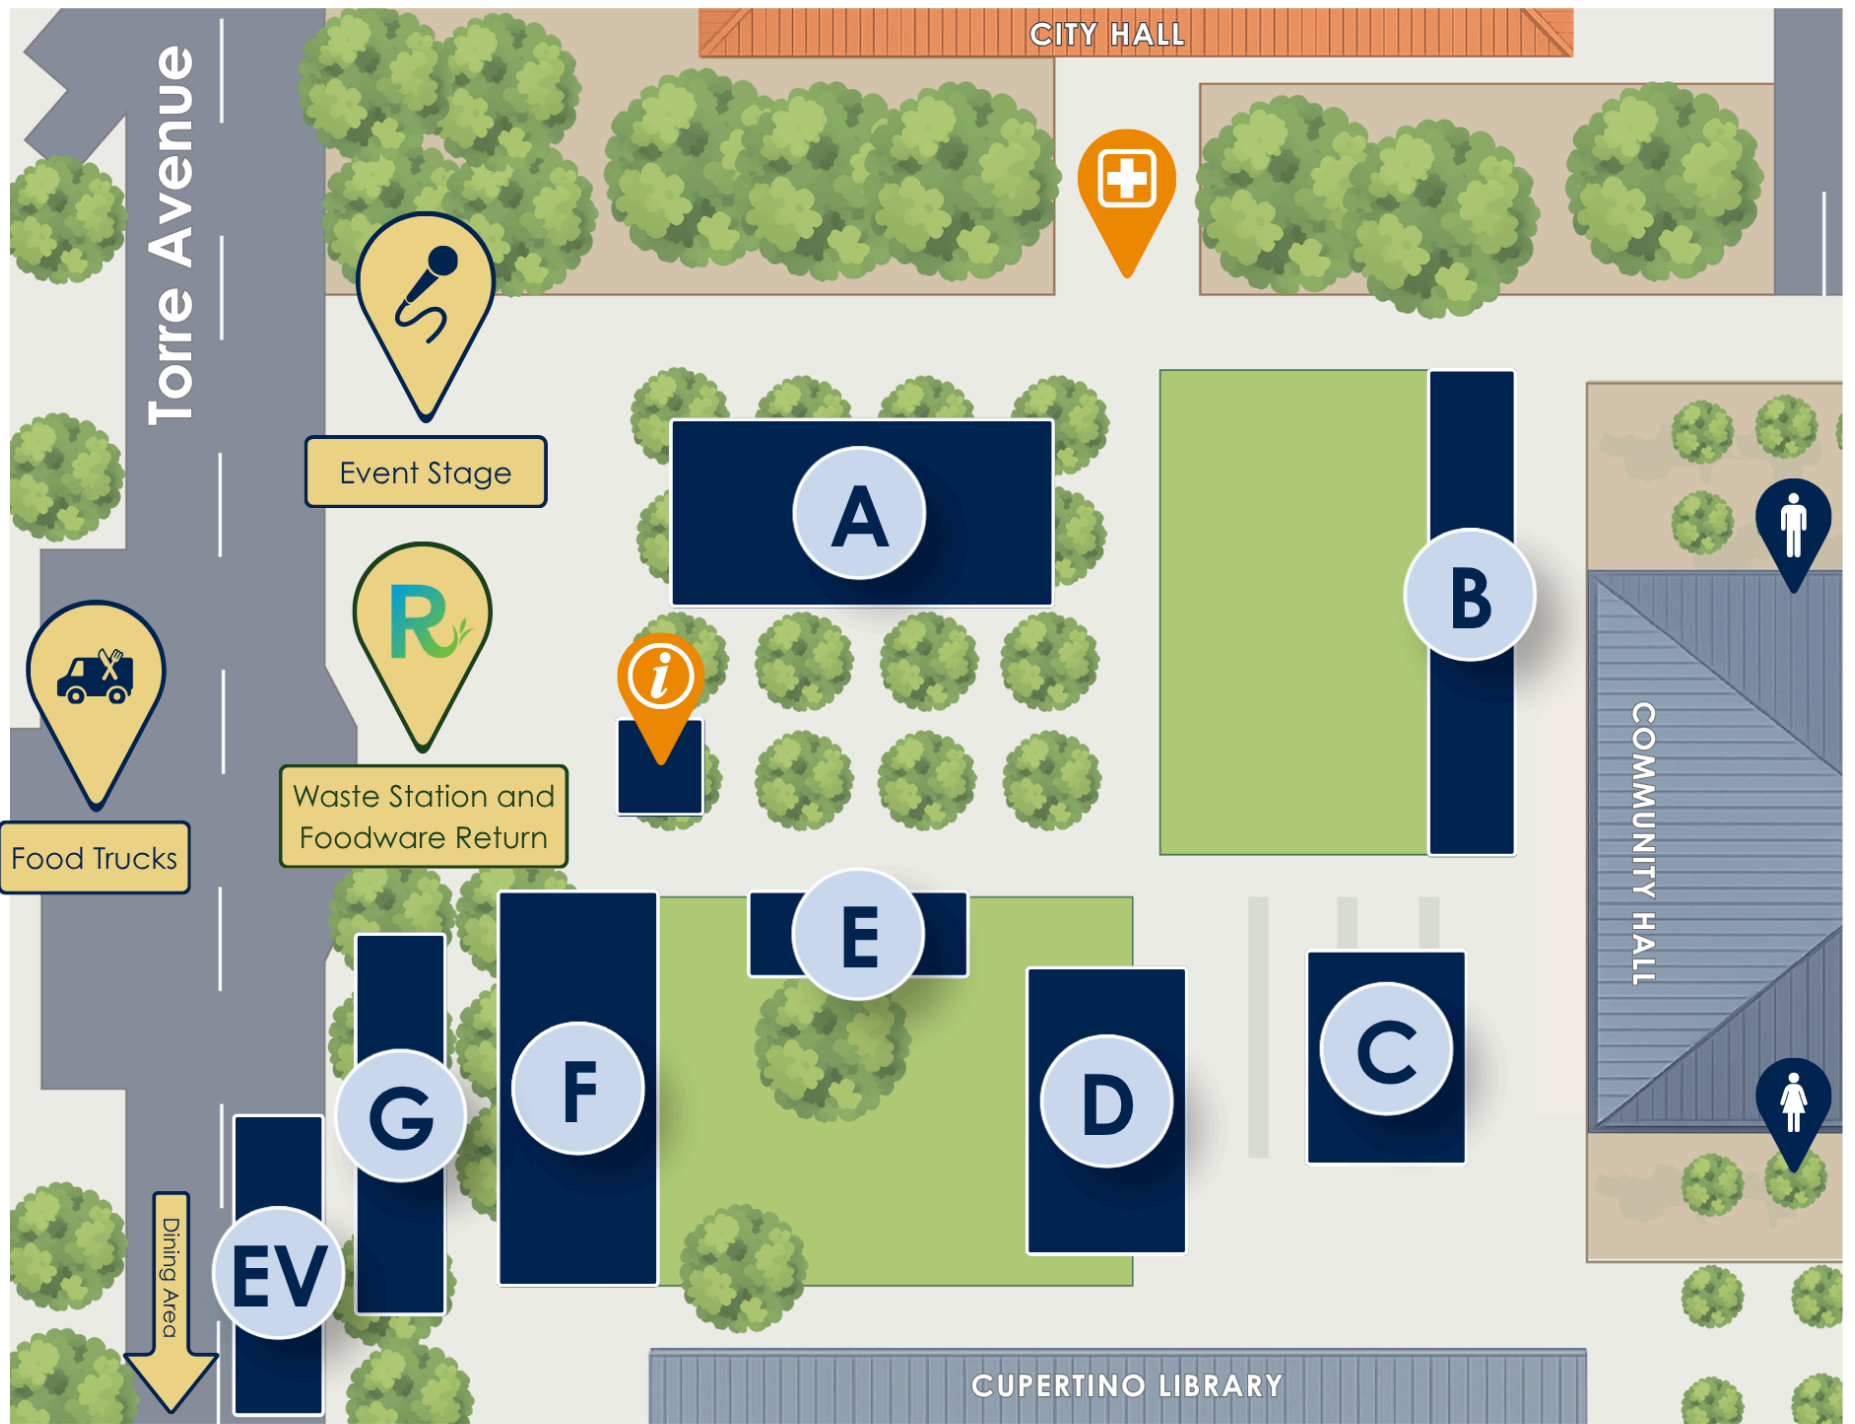 CITY HALL
Torre Avenue
Event Stage
A
B
R
i
Food Trucks
Waste Station and
Foodware Return
COMMUNITY HALL
E
C
D
F
G
EV
Dining Area
CUPERTINO LIBRARY